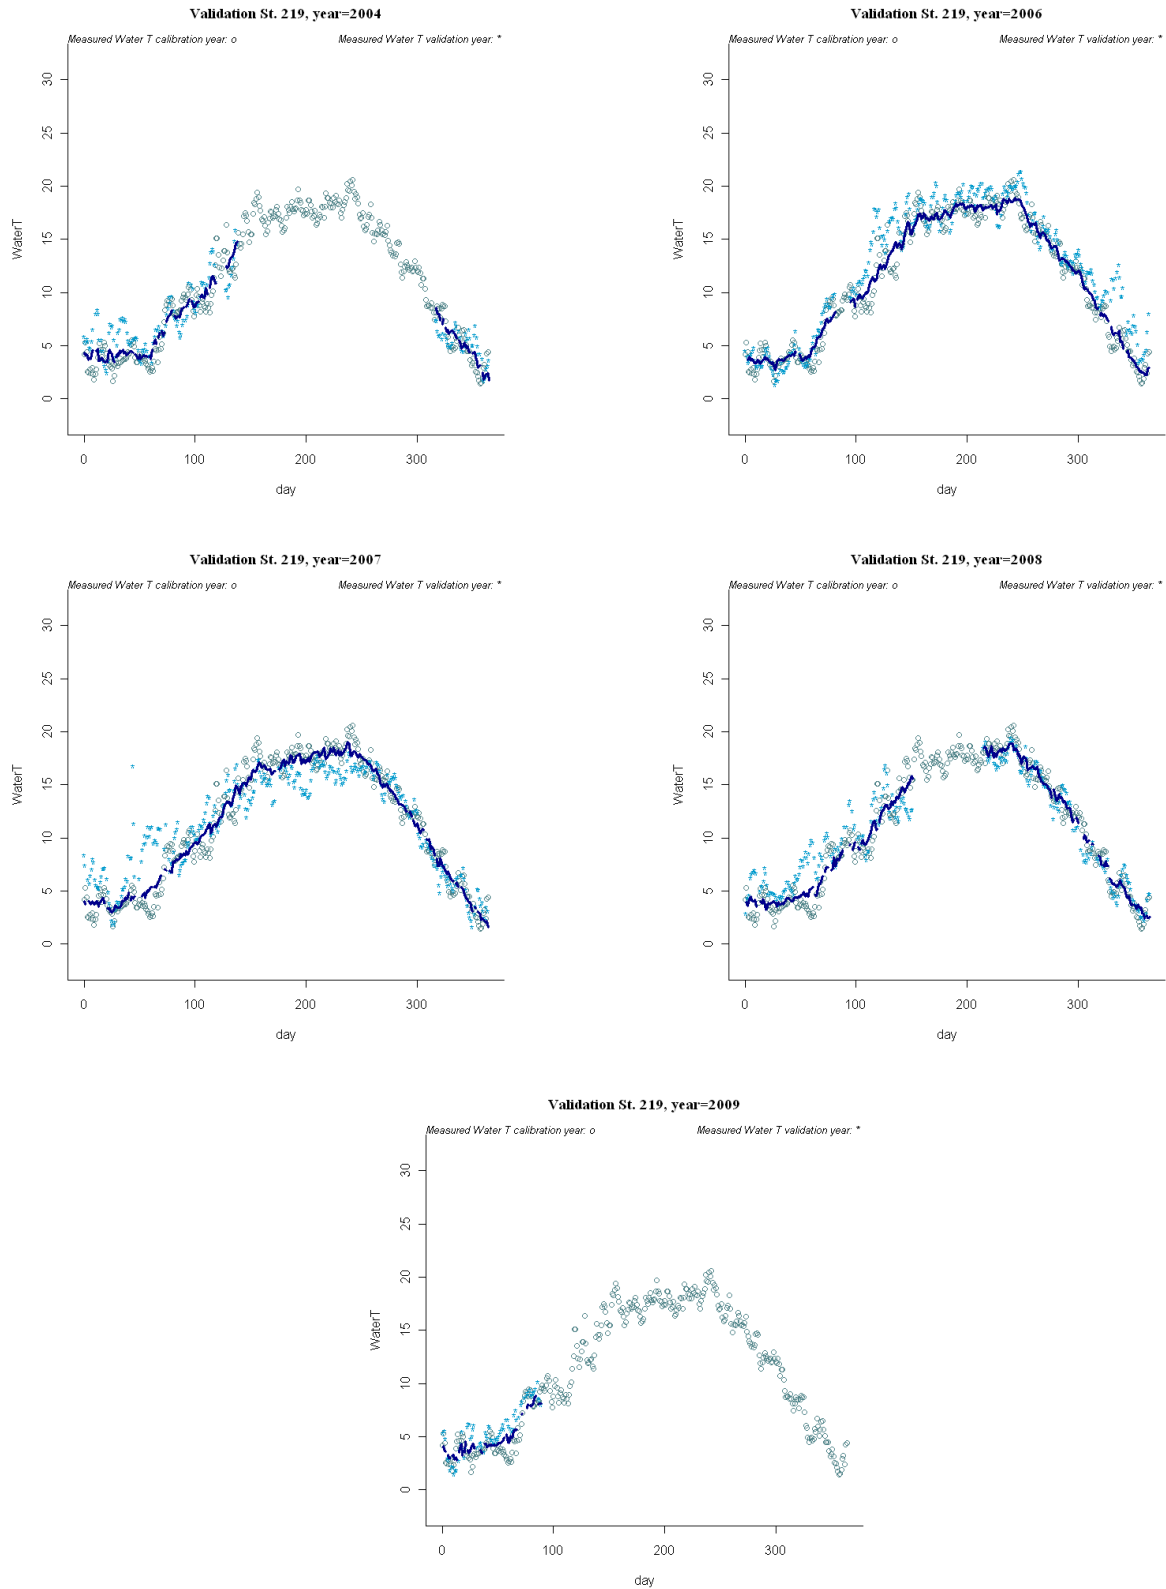 Validation St. 219, year=2004
Measured Water T calibration year: o Measured Water T validation year: *
30
25
20
15
10
5
0
WaterT
0 100 200 300
day
Validation St. 219, year=2006
Measured Water T calibration year: o Measured Water T validation year: *
30
25
20
15
10
5
0
WaterT
0 100 200 300
day
Validation St. 219, year=2007
Measured Water T calibration year: o Measured Water T validation year: *
30
25
20
15
10
5
0
WaterT
0 100 200 300
day
Validation St. 219, year=2008
Measured Water T calibration year: o Measured Water T validation year: *
30
25
20
15
10
5
0
WaterT
0 100 200 300
day
Validation St. 219, year=2009
Measured Water T calibration year: o Measured Water T validation year: *
30
25
20
15
10
5
0
WaterT
0 100 200 300
day